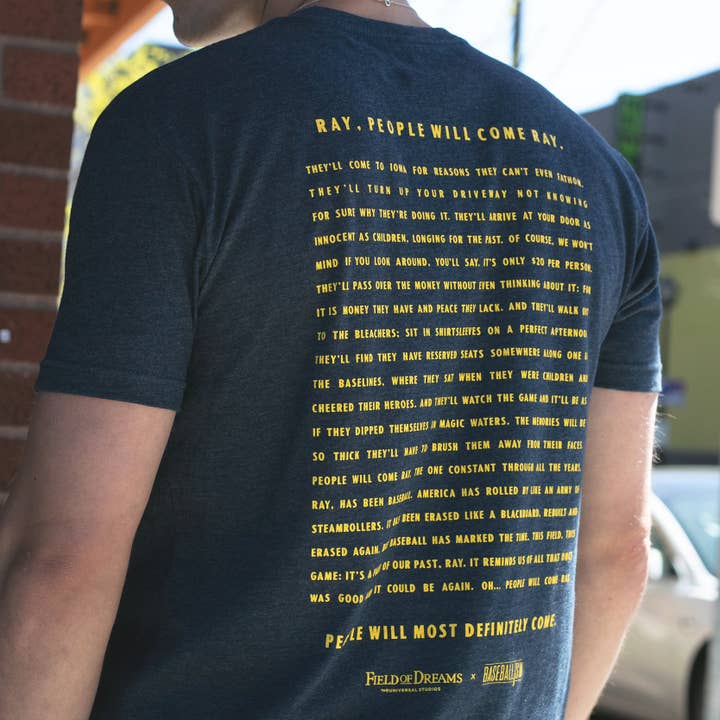 RAY, PEOPLE WILL COME RAY.
THEY'LL COME TO IOWA FOR REASONS THEY CAN'T EVEN FATHOM.
THEY'LL TURN UP YOUR DRIVEWAY NOT KNOWING
FOR SURE WHY THEY'RE DOING IT. THEY'LL ARRIVE AT YOUR DOOR AS
INNOCENT AS CHILDREN, LONGING FOR THE PAST. OF COURSE, WE WON'T
MIND IF YOU LOOK AROUND, YOU'LL SAY. IT'S ONLY $20 PER PERSON.
THEY'LL PASS OVER THE MONEY WITHOUT EVEN THINKING ABOUT IT: FOR
IT IS MONEY THEY HAVE AND PEACE THEY LACK. AND THEY'LL WALK OUT
TO THE BLEACHERS; SIT IN SHIRTSLEEVES ON A PERFECT AFTERNOON.
THEY'LL FIND THEY HAVE RESERVED SEATS SOMEWHERE ALONG ONE OF
THE BASELINES, WHERE THEY SAT WHEN THEY WERE CHILDREN AND
CHEERED THEIR HEROES. AND THEY'LL WATCH THE GAME AND IT'LL BE AS
IF THEY DIPPED THEMSELVES IN MAGIC WATERS. THE MEMORIES WILL BE
SO THICK THEY'LL HAVE TO BRUSH THEM AWAY FROM THEIR FACES.
PEOPLE WILL COME RAY. THE ONE CONSTANT THROUGH ALL THE YEARS,
RAY, HAS BEEN BASEBALL. AMERICA HAS ROLLED BY LIKE AN ARMY OF
STEAMROLLERS. IT HAS BEEN ERASED LIKE A BLACKBOARD, REBUILT AND
ERASED AGAIN. BUT BASEBALL HAS MARKED THE TIME. THIS FIELD, THIS
GAME: IT'S A PART OF OUR PAST, RAY. IT REMINDS US OF ALL THAT ONCE
WAS GOOD AND IT COULD BE AGAIN. OH... PEOPLE WILL COME RAY.
PEOPLE WILL MOST DEFINITELY COME.
FIELD OF DREAMS x BASEBALLISM
UNIVERSAL STUDIOS